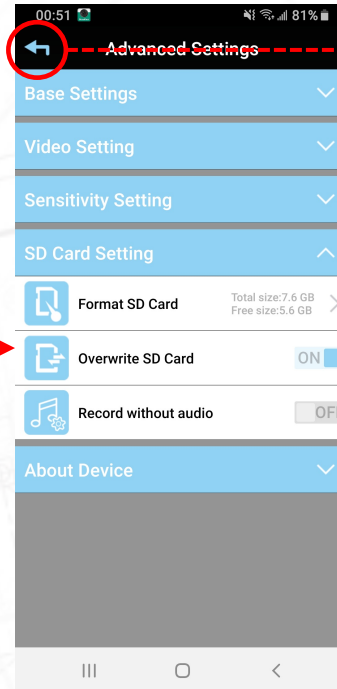 00:51 81%
Advanced Settings
Base Settings
Video Setting
Sensitivity Setting
SD Card Setting
Format SD Card
Total size:7.6 GB
Free size:5.6 GB
Overwrite SD Card ON
Record without audio OF
About Device